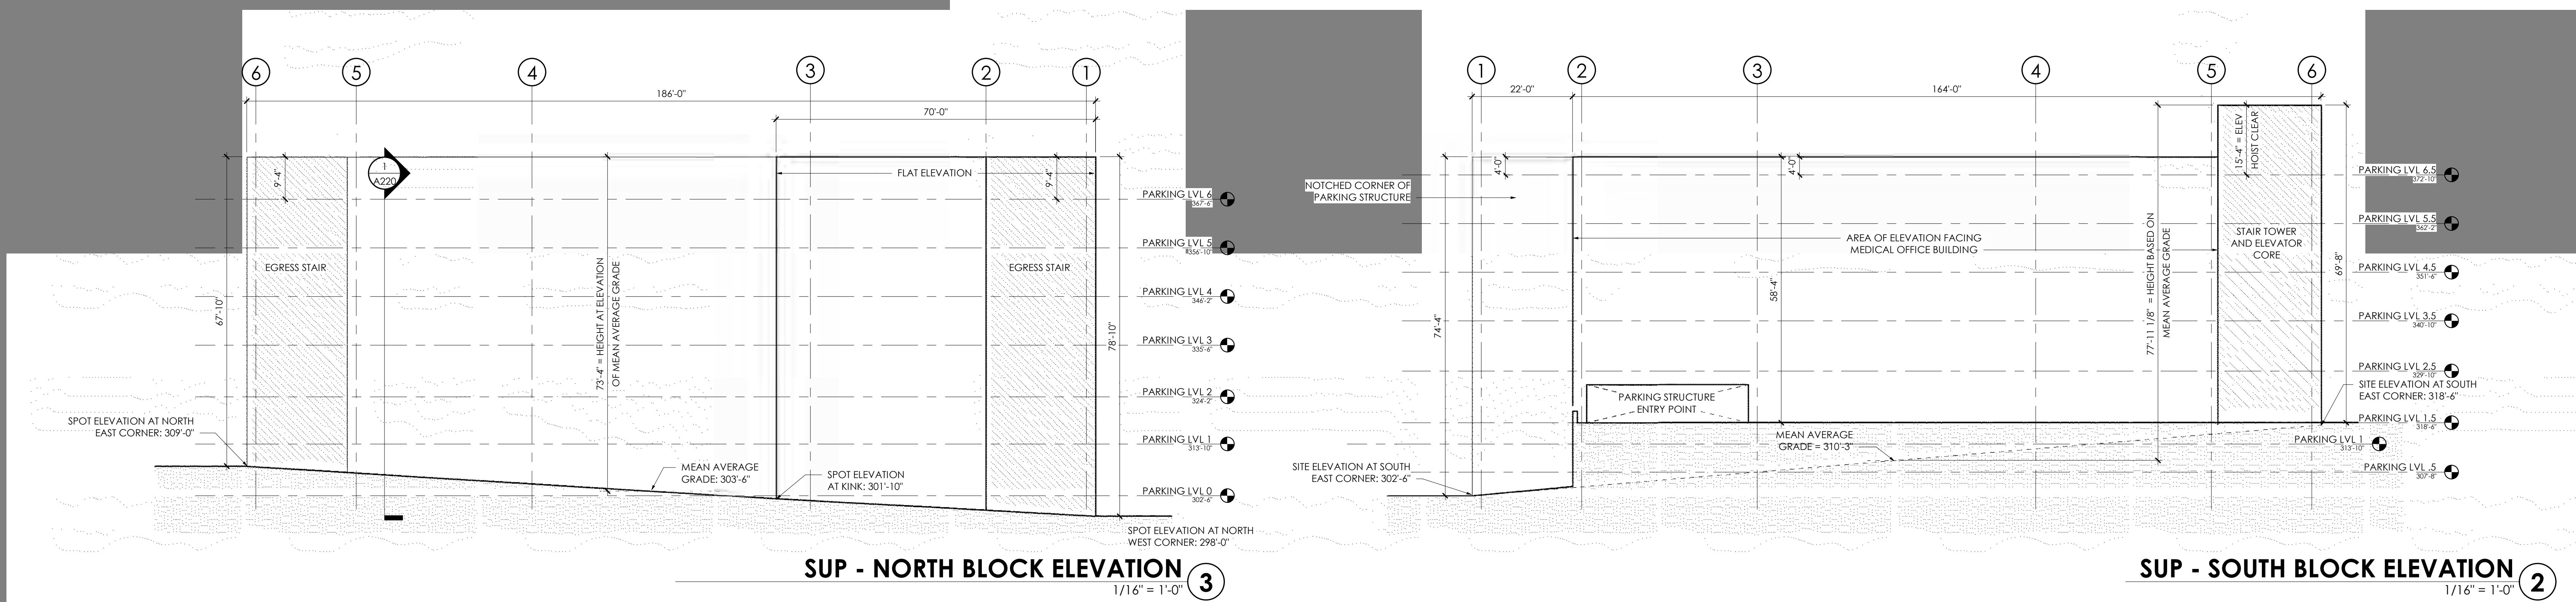 6
5
4
3
2
1
186'-0"
70'-0"
1
A220
9'-4"
FLAT ELEVATION
9'-4"
PARKING LVL 6
367'-6"
PARKING LVL 5
356'-10"
EGRESS STAIR
EGRESS STAIR
PARKING LVL 4
346'-2"
67'-10"
73'-4" = HEIGHT AT ELEVATION
OF MEAN AVERAGE GRADE
78'-10"
PARKING LVL 3
335'-6"
PARKING LVL 2
324'-2"
SPOT ELEVATION AT NORTH
EAST CORNER: 309'-0"
PARKING LVL 1
313'-10"
MEAN AVERAGE
GRADE: 303'-6"
SPOT ELEVATION
AT KINK: 301'-10"
PARKING LVL 0
302'-6"
SPOT ELEVATION AT NORTH
WEST CORNER: 298'-0"
SUP - NORTH BLOCK ELEVATION
1/16" = 1'-0"
3
1
2
3
4
5
6
22'-0"
164'-0"
4'-0"
4'-0"
15'-4" = ELEV
HOIST CLEAR
PARKING LVL 6.5
372'-10"
NOTCHED CORNER OF
PARKING STRUCTURE
PARKING LVL 5.5
362'-2"
AREA OF ELEVATION FACING
MEDICAL OFFICE BUILDING
STAIR TOWER
AND ELEVATOR
CORE
PARKING LVL 4.5
351'-6"
74'-4"
58'-4"
77'-11 1/8" = HEIGHT BASED ON
MEAN AVERAGE GRADE
69'-8"
PARKING LVL 3.5
340'-10"
PARKING LVL 2.5
329'-10"
SITE ELEVATION AT SOUTH
EAST CORNER: 318'-6"
PARKING STRUCTURE
ENTRY POINT
PARKING LVL 1.5
318'-6"
MEAN AVERAGE
GRADE = 310'-3"
PARKING LVL 1
313'-10"
SITE ELEVATION AT SOUTH
EAST CORNER: 302'-6"
PARKING LVL .5
307'-8"
SUP - SOUTH BLOCK ELEVATION
1/16" = 1'-0"
2